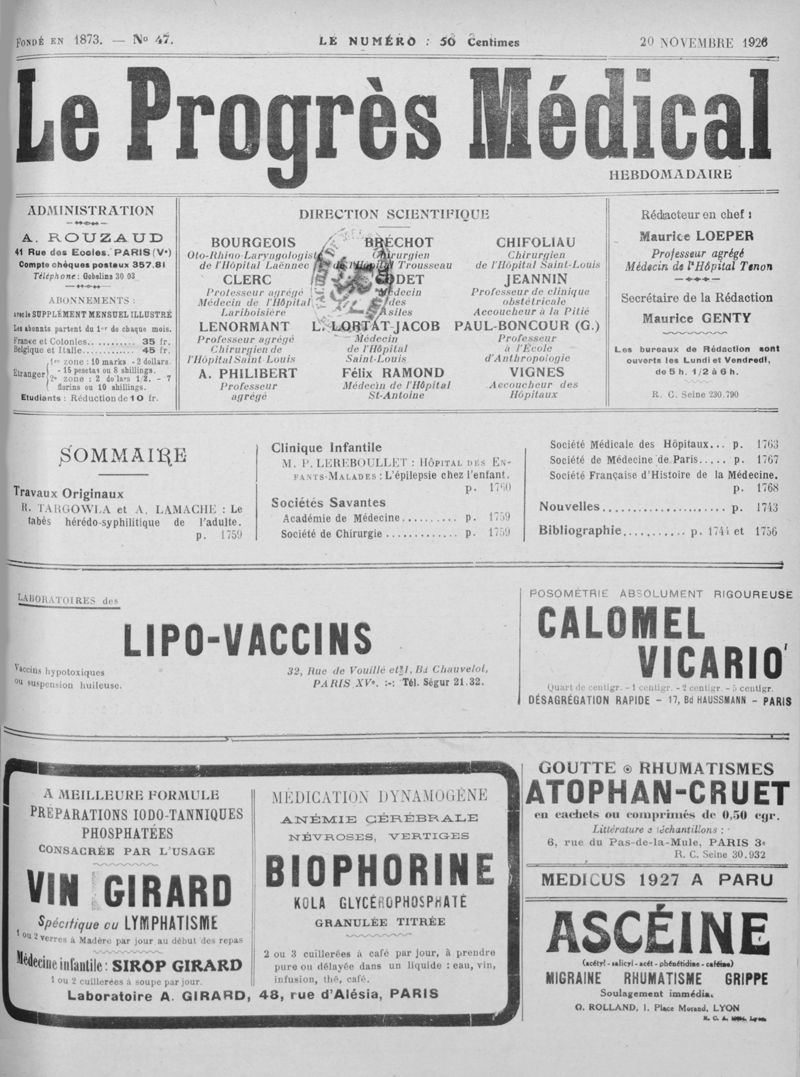 FONDÉ EN 1873. — No 47.
LE NUMÉRO : 50 Centimes
20 NOVEMBRE 1926
Le Progrès Médical
HEBDOMADAIRE
ADMINISTRATION
A. ROUZAUD
41 Rue des Ecoles. PARIS (Ve)
Compte chèques postaux 357.81
Téléphone : Gobelins 30 03
ABONNEMENTS :
avec le SUPPLÉMENT MENSUEL ILLUSTRÉ
Les abonnts partent du 1er de chaque mois.
France et Colonies.......... 35 fr.
Belgique et Italie............ 45 fr.
Étranger
1re zone : 10 marks - 2 dollars.
- 15 pesetas ou 8 shillings.
2e zone : 2 dolars 1/2. - 7
florins ou 10 shillings.
Etudiants : Réduction de 10 fr.
DIRECTION SCIENTIFIQUE
BOURGEOIS
Oto-Rhino-Laryngologiste
de l'Hôpital Laënnec
CLERC
Professeur agrégé
Médecin de l'Hôpital
Lariboisière
LENORMANT
Professeur agrégé
Chirurgien de
l'Hôpital Saint Louis
A. PHILIBERT
Professeur
agrégé
BRÉCHOT
Chirurgien
de l'Hôpital Trousseau
Médecin
des
Asiles
L. LORTAT-JACOB
Médecin
de l'Hôpital
Saint-Louis
Félix RAMOND
Médecin de l'Hôpital
St-Antoine
CHIFOLIAU
Chirurgien
de l'Hôpital Saint-Louis
JEANNIN
Professeur de clinique
obstétricale
Accoucheur à la Pitié
PAUL-BONCOUR (G.)
Professeur
à l'École
d'Anthropologie
VIGNES
Accoucheur des
Hôpitaux
Rédacteur en chef :
Maurice LOEPER
Professeur agrégé
Médecin de l'Hôpital Tenon
Secrétaire de la Rédaction
Maurice GENTY
Les bureaux de Rédaction sont
ouverts les Lundi et Vendredi,
de 5 h. 1/2 à 6 h.
R. C. Seine 230.790
SOMMAIRE
Travaux Originaux
R. TARGOWLA et A. LAMACHE : Le
tabès hérédo-syphilitique de l'adulte.
p. 1759
Clinique Infantile
M. P. LEREBOULLET : HÔPITAL DES EN-
FANTS-MALADES : L'épilepsie chez l'enfant.
p. 1760
Sociétés Savantes
Académie de Médecine.......... p. 1759
Société de Chirurgie ............. p. 1759
Société Médicale des Hôpitaux... p. 1763
Société de Médecine de Paris..... p. 1767
Société Française d'Histoire de la Médecine.
p. 1768
Nouvelles...................... p. 1743
Bibliographie............ p. 1744 et 1756
LABORATOIRES des
LIPO-VACCINS
Vaccins hypotoxiques
ou suspension huileuse.
32, Rue de Vouillé et 1, Bd Chauvelot,
PARIS XVe. :-: Tél. Ségur 21.32.
POSOMÉTRIE ABSOLUMENT RIGOUREUSE
CALOMEL
VICARIO
Quart de centigr. - 1 centigr. - 2 centigr. - 5 centigr.
DÉSAGRÉGATION RAPIDE - 17, Bd HAUSSMANN - PARIS
A MEILLEURE FORMULE
PRÉPARATIONS IODO-TANNIQUES
PHOSPHATÉES
CONSACRÉE PAR L'USAGE
VIN GIRARD
Spécifique du LYMPHATISME
1 ou 2 verres à Madère par jour au début des repas
Médecine infantile : SIROP GIRARD
1 ou 2 cuillerées à soupe par jour.
MÉDICATION DYNAMOGÈNE
ANÉMIE CÉRÉBRALE
NÉVROSES, VERTIGES
BIOPHORINE
KOLA GLYCÉROPHOSPHATÉ
GRANULÉE TITRÉE
2 ou 3 cuillerées à café par jour, à prendre
pure ou délayée dans un liquide : eau, vin,
infusion, thé, café.
Laboratoire A. GIRARD, 48, rue d'Alésia, PARIS
GOUTTE ® RHUMATISMES
ATOPHAN-CRUET
en cachets ou comprimés de 0,50 cgr.
Littérature échantillons :
6, rue du Pas-de-la-Mule, PARIS 3e
R. C. Seine 30.932
MEDICUS 1927 A PARU
ASCÉINE
(acétyl - salicyl - acét - phénétidine - caféine)
MIGRAINE RHUMATISME GRIPPE
Soulagement immédia.
O. ROLLAND, 1, Place Morand, LYON